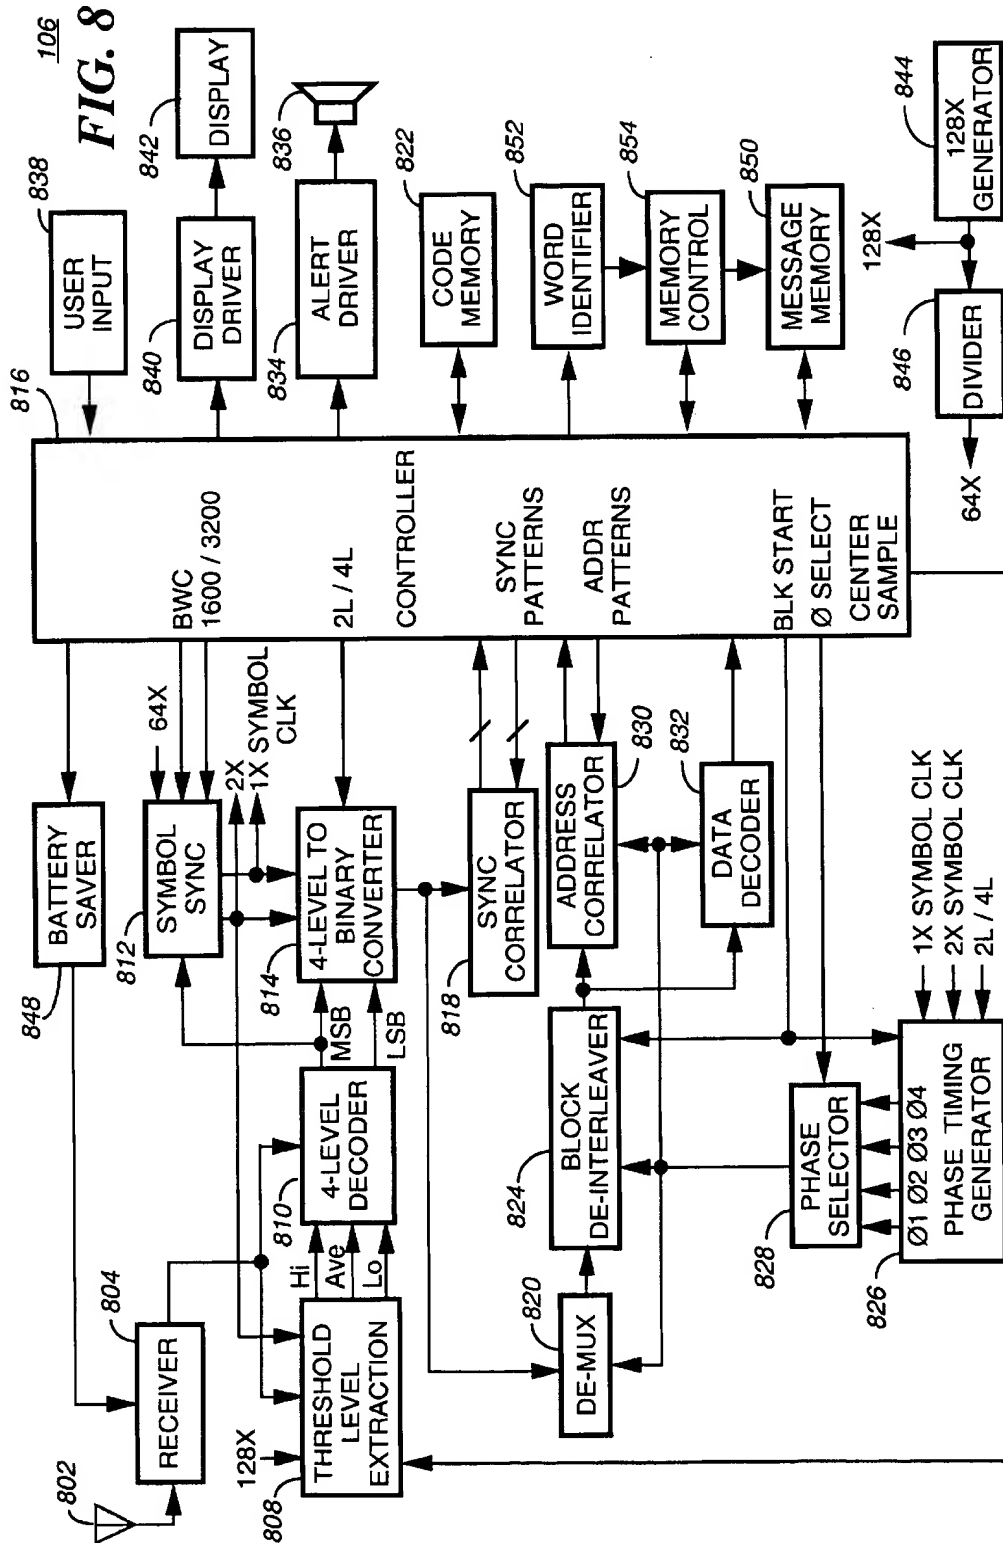 106
FIG. 8
802
804
RECEIVER
848
BATTERY
SAVER
816
838
USER
INPUT
842
DISPLAY
840
DISPLAY
DRIVER
836
834
ALERT
DRIVER
822
CODE
MEMORY
852
WORD
IDENTIFIER
854
MEMORY
CONTROL
850
MESSAGE
MEMORY
BWC
1600 / 3200
2L / 4L
CONTROLLER
SYNC
PATTERNS
ADDR
PATTERNS
BLK START
Ø SELECT
CENTER
SAMPLE
64X
812
SYMBOL
SYNC
2X
1X SYMBOL
CLK
814
4-LEVEL TO
BINARY
CONVERTER
MSB
LSB
810
4-LEVEL
DECODER
Hi
Ave
Lo
128X
808
THRESHOLD
LEVEL
EXTRACTION
818
SYNC
CORRELATOR
830
ADDRESS
CORRELATOR
832
DATA
DECODER
824
BLOCK
DE-INTERLEAVER
820
DE-MUX
828
PHASE
SELECTOR
826
Ø1 Ø2 Ø3 Ø4
PHASE TIMING
GENERATOR
1X SYMBOL CLK
2X SYMBOL CLK
2L / 4L
64X
846
DIVIDER
128X
844
128X
GENERATOR